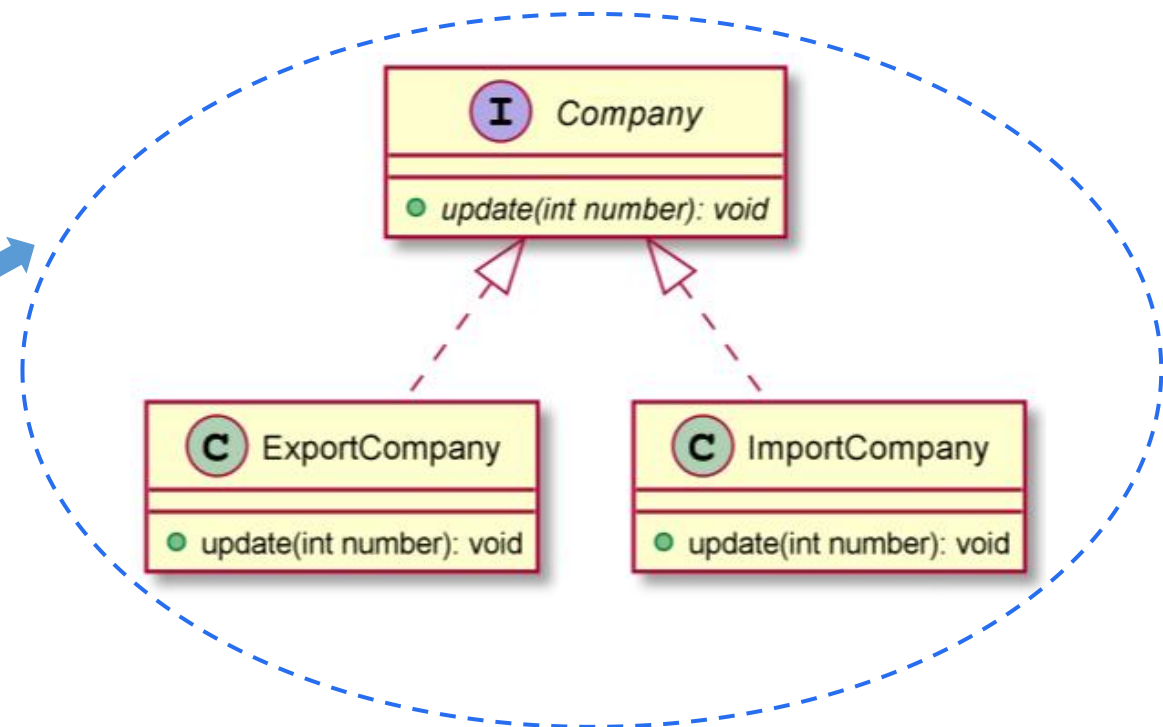 I Company
update(int number): void
C ExportCompany
update(int number): void
C ImportCompany
update(int number): void